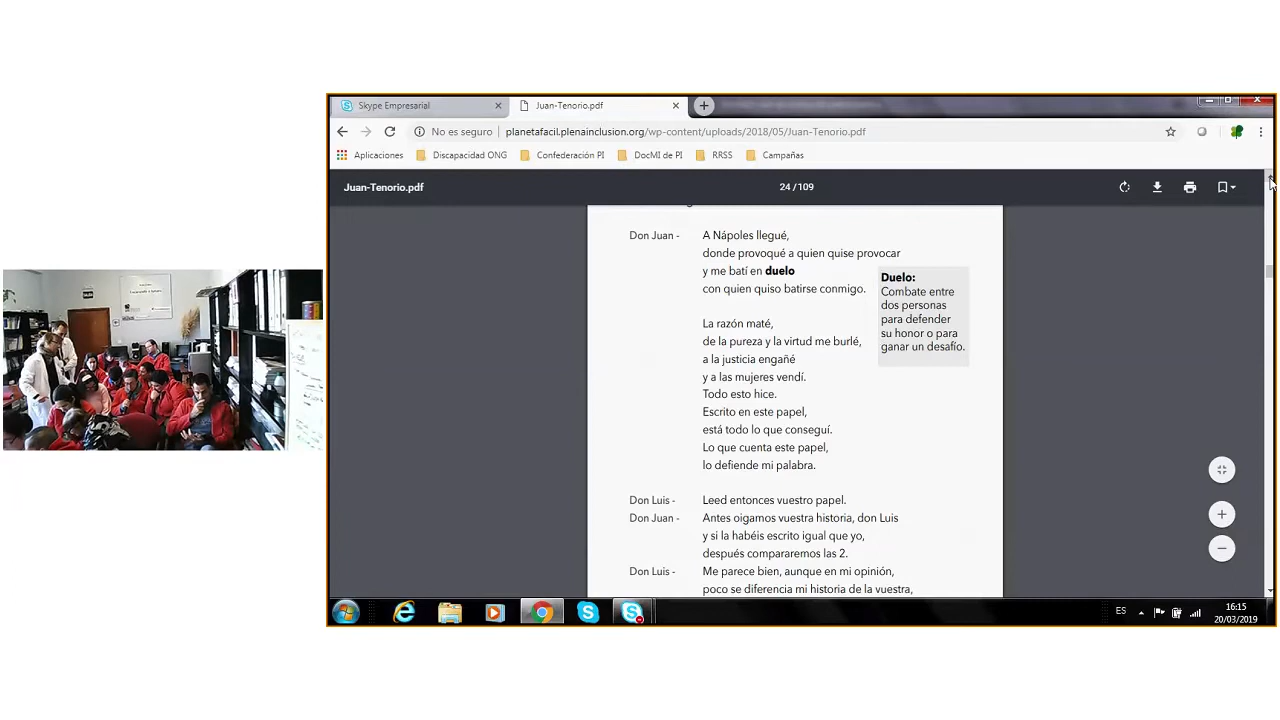 Skype Empresarial
Juan-Tenorio.pdf
No es seguro
planetafacil.plenainclusion.org/wp-content/uploads/2018/05/Juan-Tenorio.pdf
Aplicaciones
Discapacidad ONG
Confederación PI
DocMI de PI
RRSS
Campañas
Juan-Tenorio.pdf
24 / 109
Don Juan - A Nápoles llegué,
donde provoqué a quien quise provocar
y me batí en duelo
con quien quiso batirse conmigo.
Duelo:
Combate entre
dos personas
para defender
su honor o para
ganar un desafío.
La razón maté,
de la pureza y la virtud me burlé,
a la justicia engañé
y a las mujeres vendí.
Todo esto hice.
Escrito en este papel,
está todo lo que conseguí.
Lo que cuenta este papel,
lo defiende mi palabra.
Don Luis - Leed entonces vuestro papel.
Don Juan - Antes oigamos vuestra historia, don Luis
y si la habéis escrito igual que yo,
después compararemos las 2.
Don Luis - Me parece bien, aunque en mi opinión,
poco se diferencia mi historia de la vuestra,
ES
16:15
20/03/2019